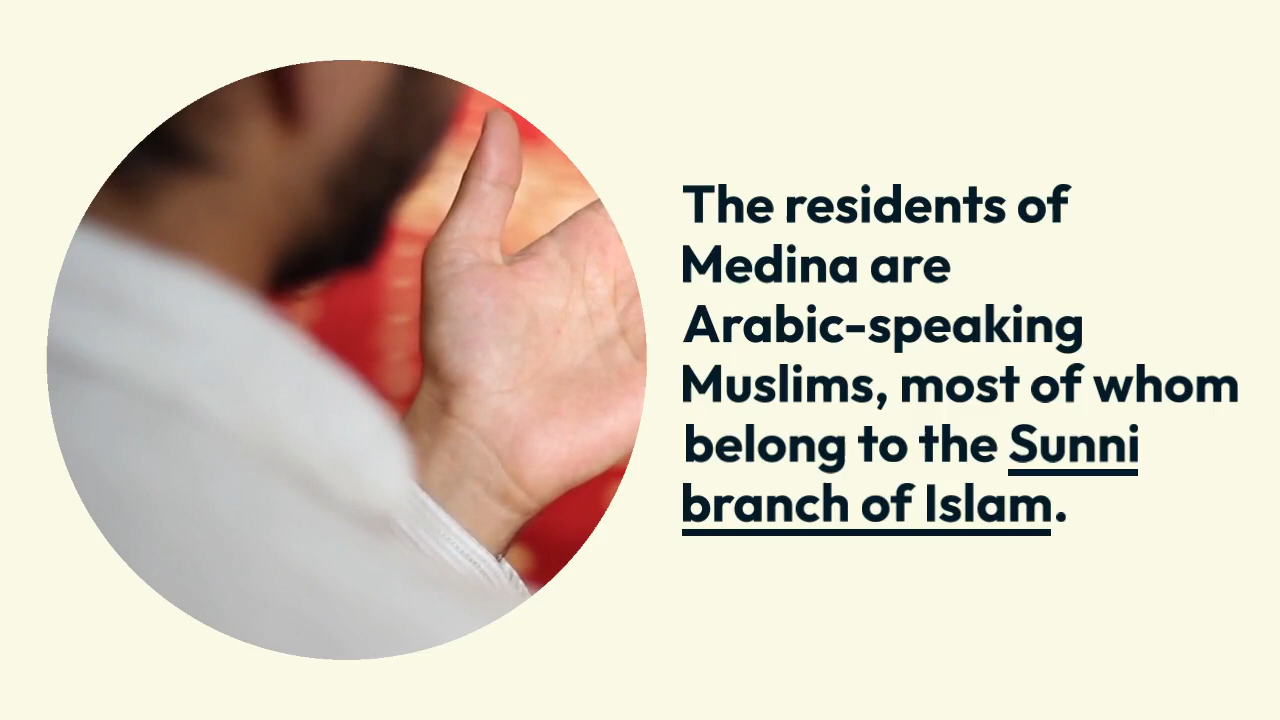 The residents of
Medina are
Arabic-speaking
Muslims, most of whom
belong to the Sunni
branch of Islam.